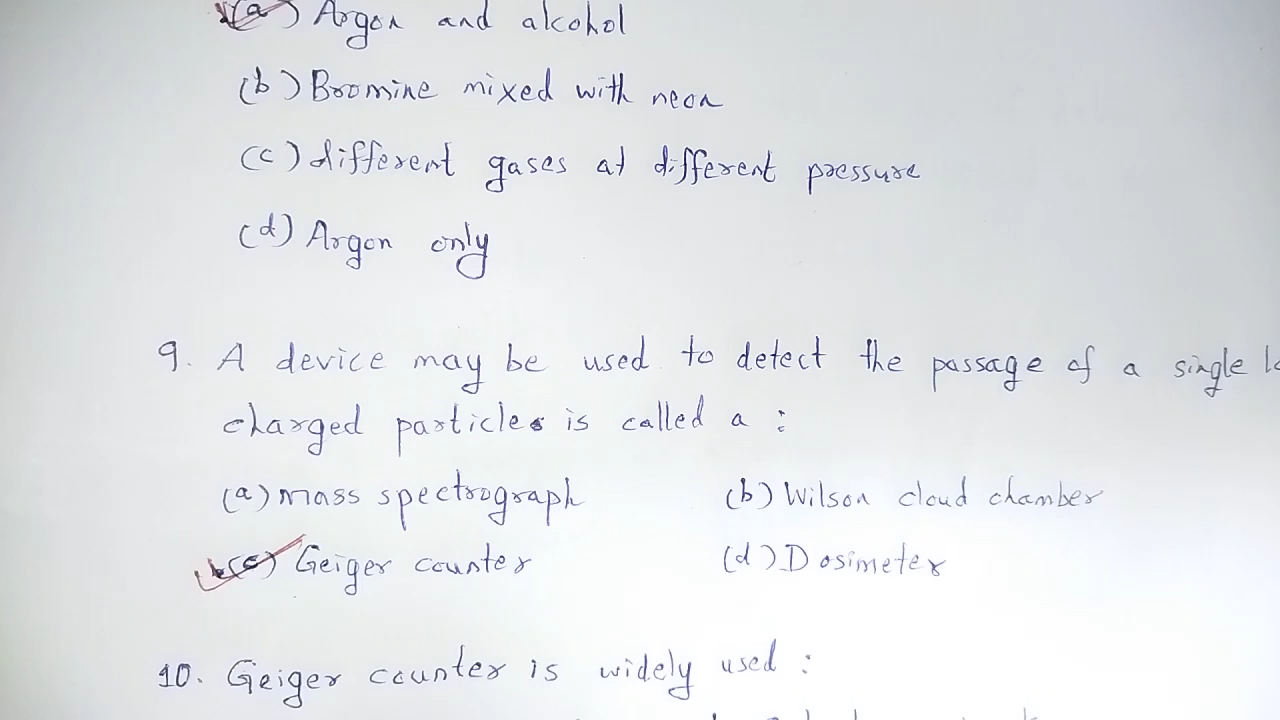 (a) Argon and alcohol
(b) Bromine mixed with neon
(c) different gases at different pressure
(d) Argon only
9. A device may be used to detect the passage of a single
charged particles is called a :
(a) mass spectrograph (b) Wilson cloud chamber
(c) Geiger counter (d) Dosimeter
10. Geiger counter is widely used :